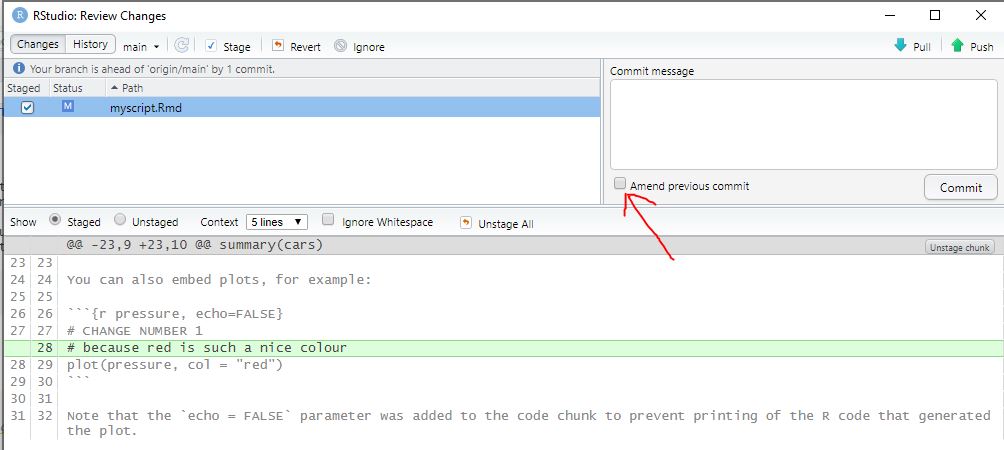 RStudio: Review Changes
Changes History main Stage Revert Ignore Pull Push
Your branch is ahead of 'origin/main' by 1 commit.
Commit message
Staged Status Path
M myscript.Rmd
Amend previous commit
Commit
Show Staged Unstaged Context 5 lines Ignore Whitespace Unstage All
@@ -23,9 +23,10 @@ summary(cars) Unstage chunk
23 23
24 24 You can also embed plots, for example:
25 25
26 26 ```{r pressure, echo=FALSE}
27 27 # CHANGE NUMBER 1
28 # because red is such a nice colour
28 29 plot(pressure, col = "red")
29 30 ```
30 31
31 32 Note that the `echo = FALSE` parameter was added to the code chunk to prevent printing of the R code that generated
the plot.